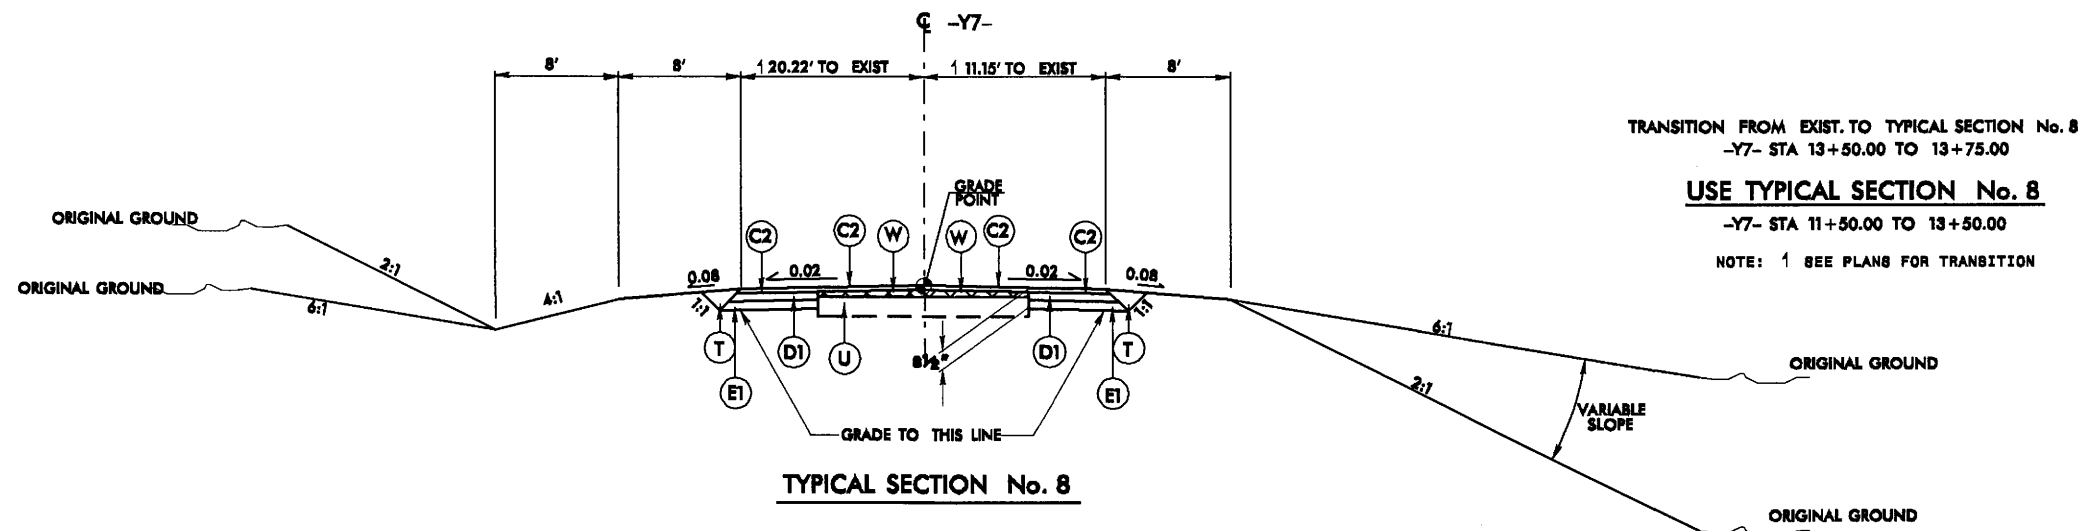 ℄ -Y7-
8'
8'
1 20.22' TO EXIST
1 11.15' TO EXIST
8'
TRANSITION FROM EXIST. TO TYPICAL SECTION No. 8
-Y7- STA 13+50.00 TO 13+75.00
USE TYPICAL SECTION No. 8
-Y7- STA 11+50.00 TO 13+50.00
NOTE: 1 SEE PLANS FOR TRANSITION
GRADE
POINT
ORIGINAL GROUND
C2
C2
W
W
C2
C2
2:1
0.08
0.02
0.02
0.08
ORIGINAL GROUND
6:1
4:1
1:1
1:1
T
D1
U
8½"
D1
T
E1
E1
6:1
ORIGINAL GROUND
2:1
VARIABLE
SLOPE
GRADE TO THIS LINE
TYPICAL SECTION No. 8
ORIGINAL GROUND